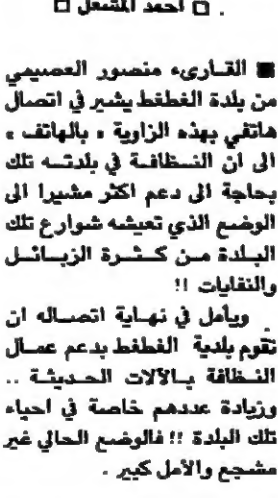 . □ احمد المشعل □
■ القارىء منصور العصيمي
من بلدة الغطغط يشير في اتصال
هاتفي بهذه الزاوية « بالهاتف »
الى ان النظافة في بلدته تلك
بحاجة الى دعم اكثر مشيرا الى
الوضع الذي تعيشه شوارع تلك
البلدة من كثرة الزبائل
والنفايات !!
ويأمل في نهاية اتصاله ان
تقوم بلدية الغطغط بدعم عمال
النظافة بالآلات الحديثة ..
وزيادة عددهم خاصة في احياء
تلك البلدة !! فالوضع الحالي غير
مشجع والأمل كبير .